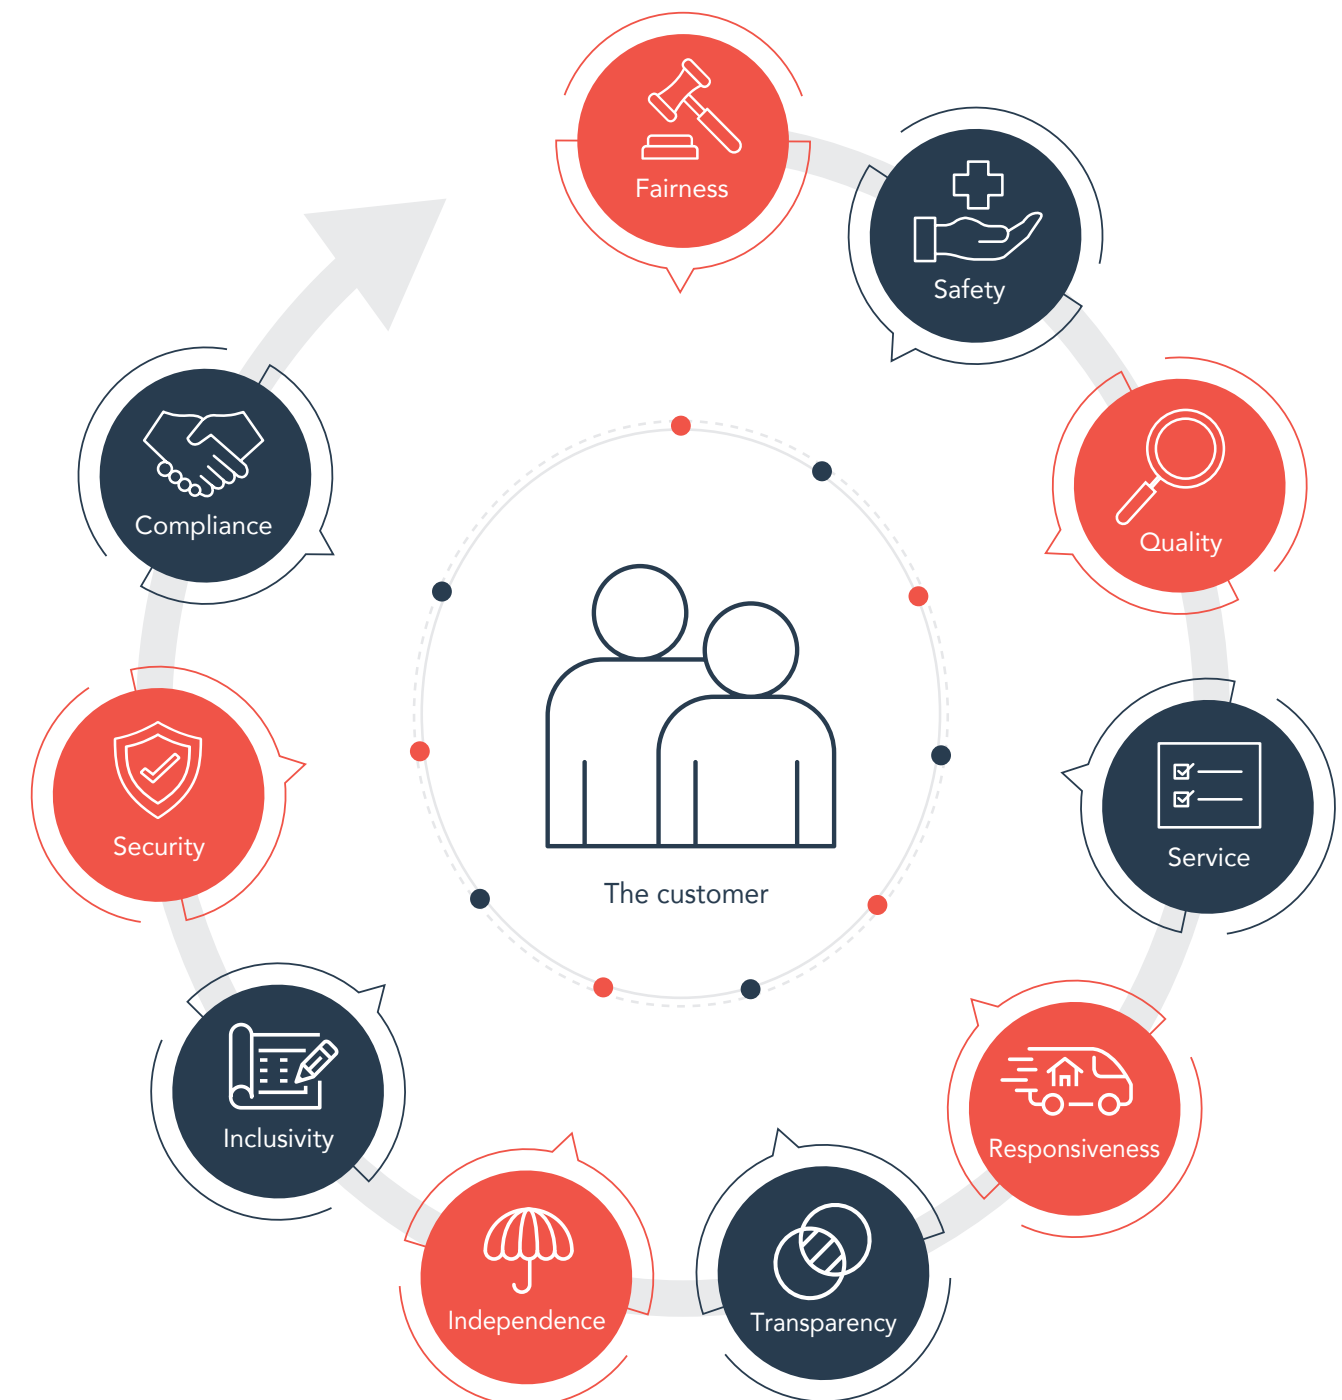 Fairness
Safety
Quality
Service
Responsiveness
Transparency
Independence
Inclusivity
Security
Compliance
The customer